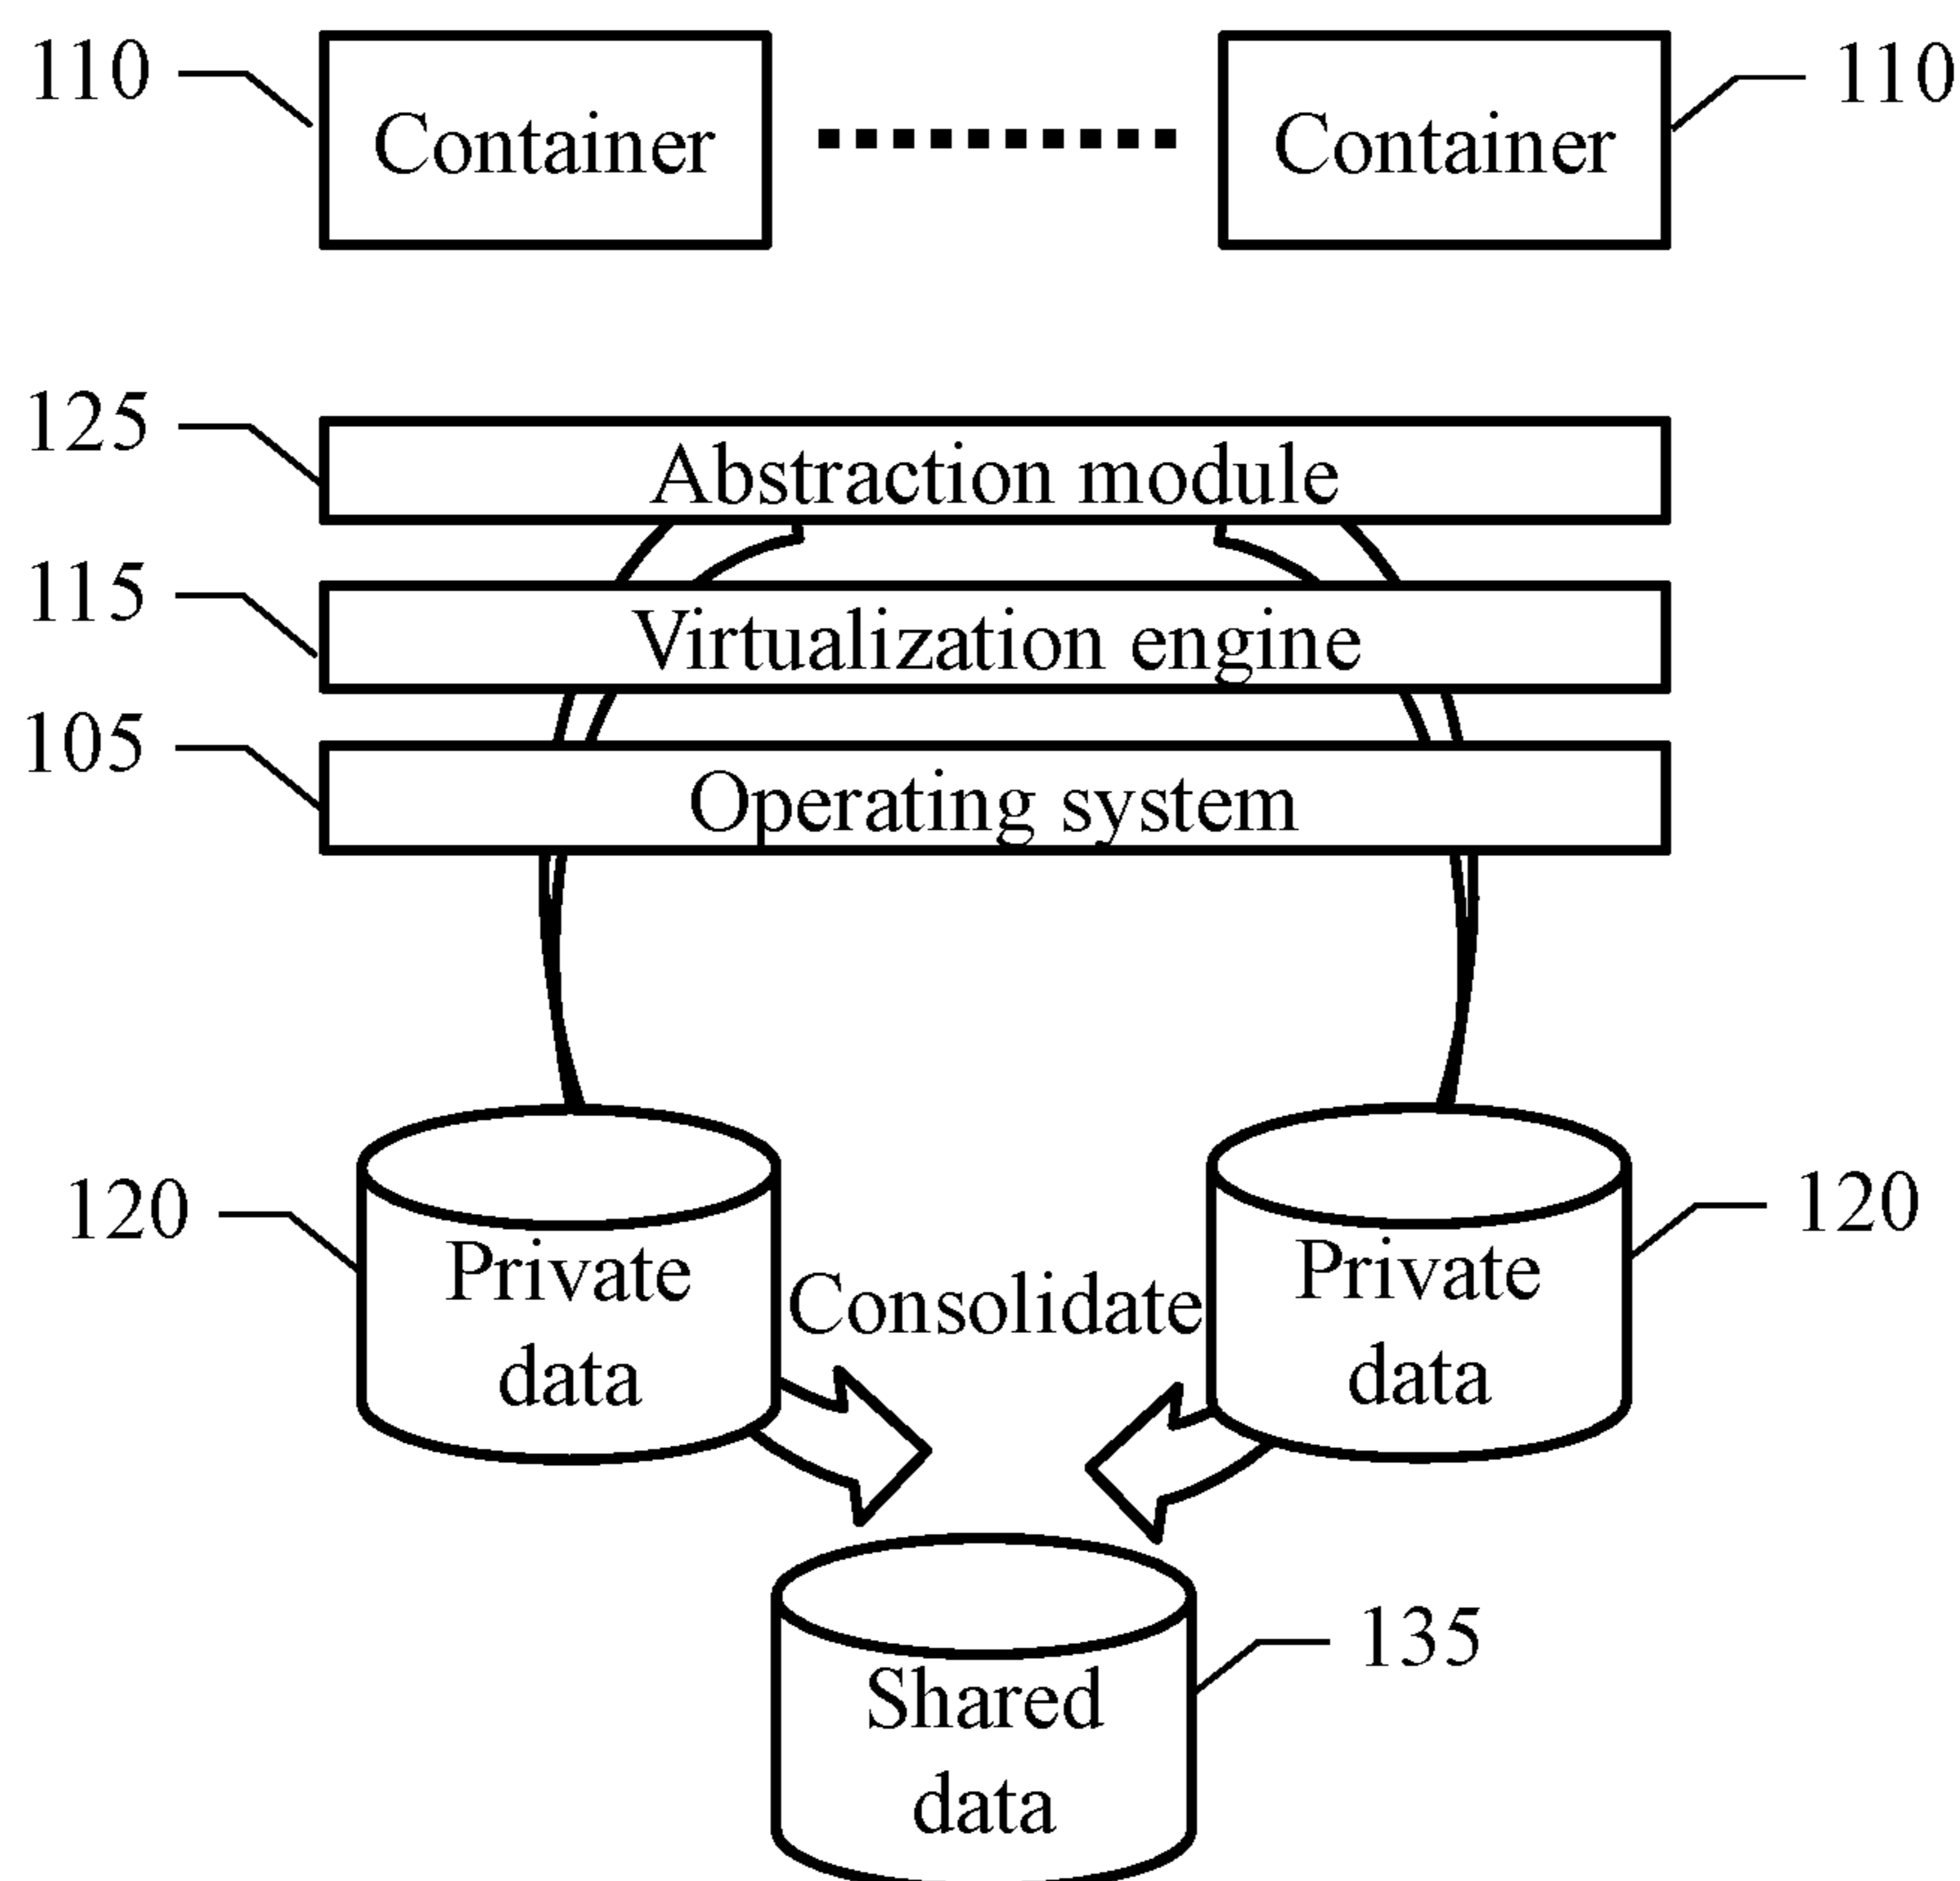 110
Container
Container
110
125
Abstraction module
115
Virtualization engine
105
Operating system
120
Private
data
Consolidate
Private
data
120
Shared
data
135